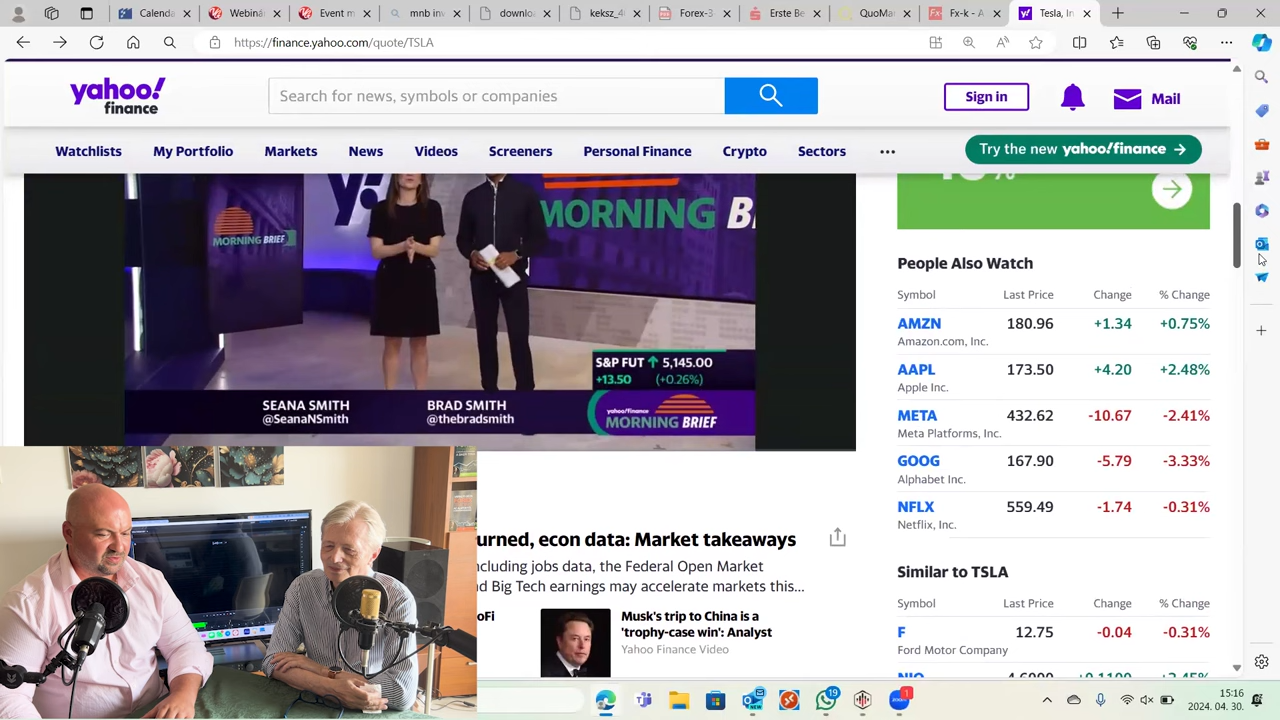 Calenda
Webini
Event m
mnb inv
downlo
keksz_4
Forex-3
Erste Be
QuoMa
Fx - A
Tesla, In
https://finance.yahoo.com/quote/TSLA
yahoo!
finance
Search for news, symbols or companies
Sign in
Mail
Watchlists
My Portfolio
Markets
News
Videos
Screeners
Personal Finance
Crypto
Sectors
Try the new yahoo!finance
MORNING B
MORNING BRIEF
S&P FUT 5,145.00
+13.50 (+0.26%)
SEANA SMITH
@SeanaNSmith
BRAD SMITH
@thebradsmith
yahoo!finance
MORNING BRIEF
People Also Watch
Symbol Last Price Change % Change
AMZN 180.96 +1.34 +0.75%
Amazon.com, Inc.
AAPL 173.50 +4.20 +2.48%
Apple Inc.
META 432.62 -10.67 -2.41%
Meta Platforms, Inc.
GOOG 167.90 -5.79 -3.33%
Alphabet Inc.
NFLX 559.49 -1.74 -0.31%
Netflix, Inc.
urned, econ data: Market takeaways
ncluding jobs data, the Federal Open Market
nd Big Tech earnings may accelerate markets this...
oFi
Musk's trip to China is a
'trophy-case win': Analyst
Yahoo Finance Video
Similar to TSLA
Symbol Last Price Change % Change
F 12.75 -0.04 -0.31%
Ford Motor Company
19
1
15:16
2024. 04. 30.